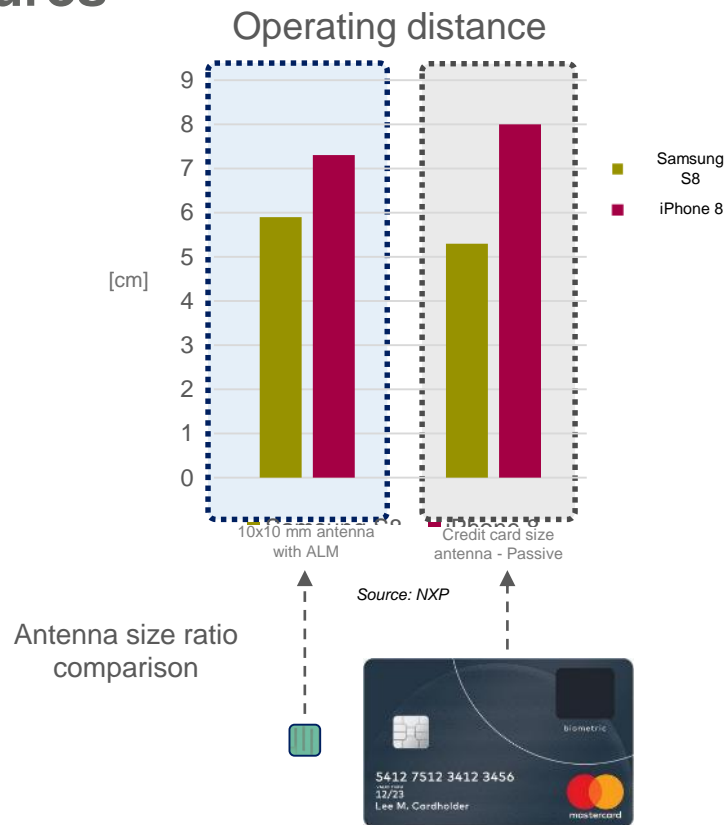 ures
Operating distance
9
8
7
6
5
4
3
2
1
0
[cm]
Samsung
S8
iPhone 8
10x10 mm antenna
with ALM
Credit card size
antenna - Passive
Source: NXP
Antenna size ratio
comparison
biometric
5412 7512 3412 3456
12/23
Lee M. Cardholder
mastercard